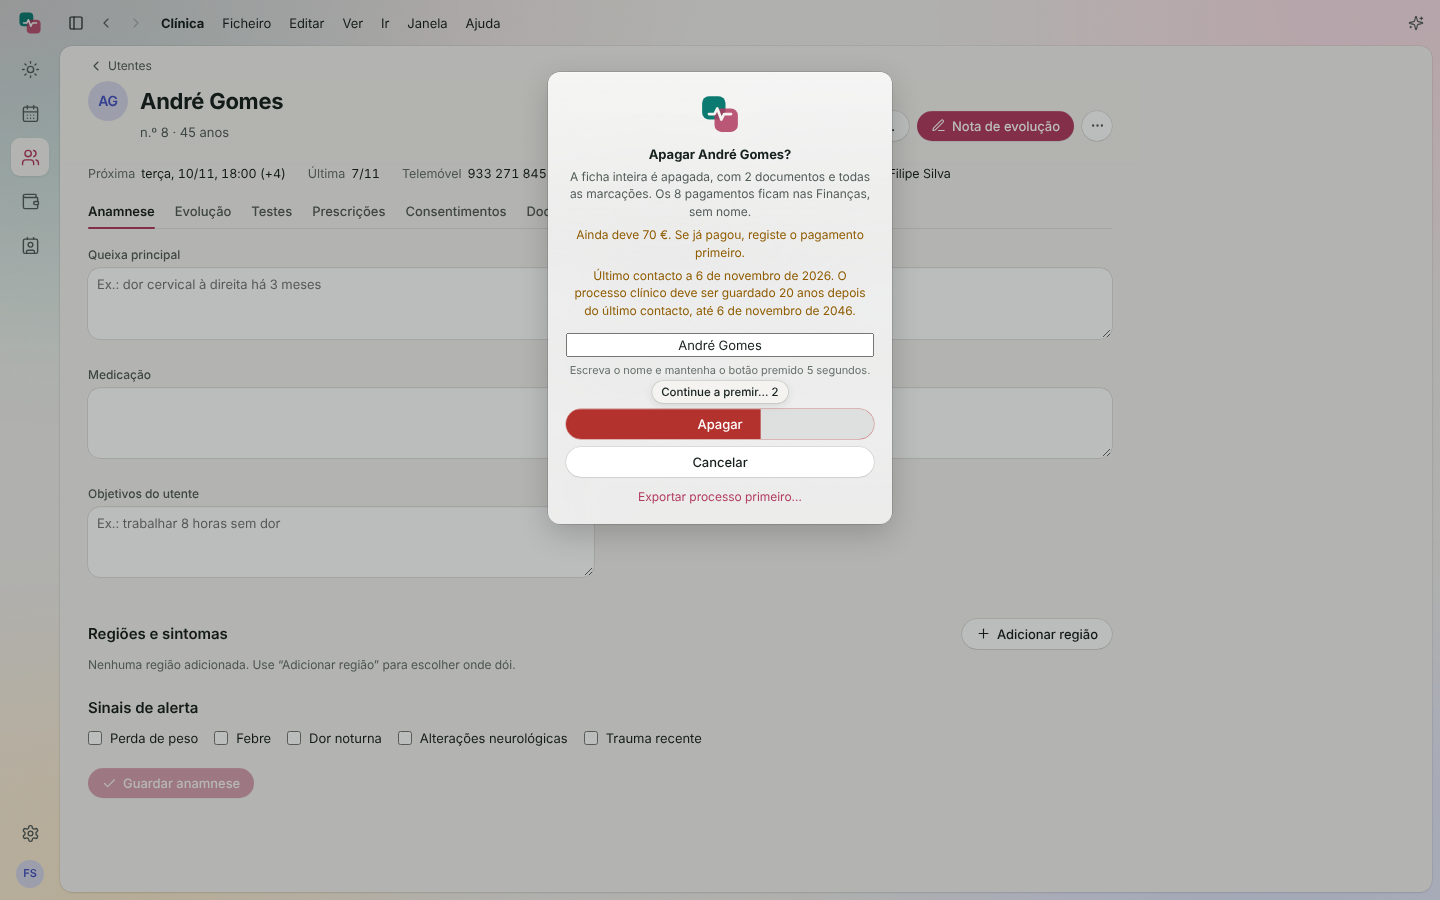 Clínica Ficheiro Editar Ver Ir Janela Ajuda
Utentes
AG
André Gomes
n.º 8 · 45 anos
Nota de evolução
Próxima terça, 10/11, 18:00 (+4) Última 7/11 Telemóvel 933 271 845
Filipe Silva
Anamnese Evolução Testes Prescrições Consentimentos
Queixa principal
Ex.: dor cervical à direita há 3 meses
Medicação
Objetivos do utente
Ex.: trabalhar 8 horas sem dor
Regiões e sintomas
Adicionar região
Nenhuma região adicionada. Use “Adicionar região” para escolher onde dói.
Sinais de alerta
Perda de peso Febre Dor noturna Alterações neurológicas Trauma recente
Guardar anamnese
FS
Apagar André Gomes?
A ficha inteira é apagada, com 2 documentos e todas
as marcações. Os 8 pagamentos ficam nas Finanças,
sem nome.
Ainda deve 70 €. Se já pagou, registe o pagamento
primeiro.
Último contacto a 6 de novembro de 2026. O
processo clínico deve ser guardado 20 anos depois
do último contacto, até 6 de novembro de 2046.
André Gomes
Escreva o nome e mantenha o botão premido 5 segundos.
Continue a premir... 2
Apagar
Cancelar
Exportar processo primeiro...